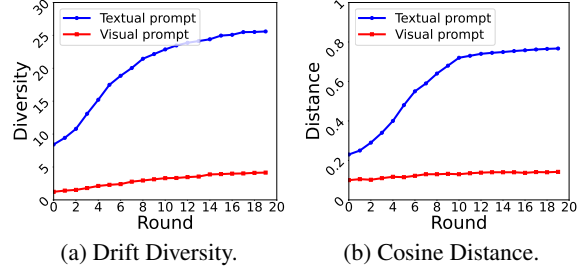 Textual prompt
Visual prompt
Diversity
0 5 10 15 20 25 30
0 2 4 6 8 10 12 14 16 18 20
Round
(a) Drift Diversity.
Textual prompt
Visual prompt
Distance
0 0.2 0.4 0.6 0.8 1
0 2 4 6 8 10 12 14 16 18 20
Round
(b) Cosine Distance.